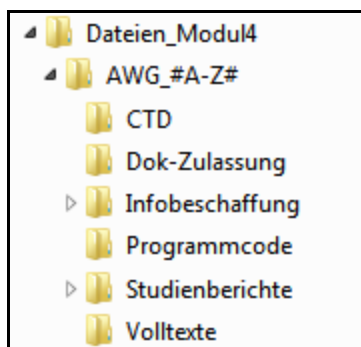 Dateien_Modul4
AWG_#A-Z#
CTD
Dok-Zulassung
Infobeschaffung
Programmcode
Studienberichte
Volltexte